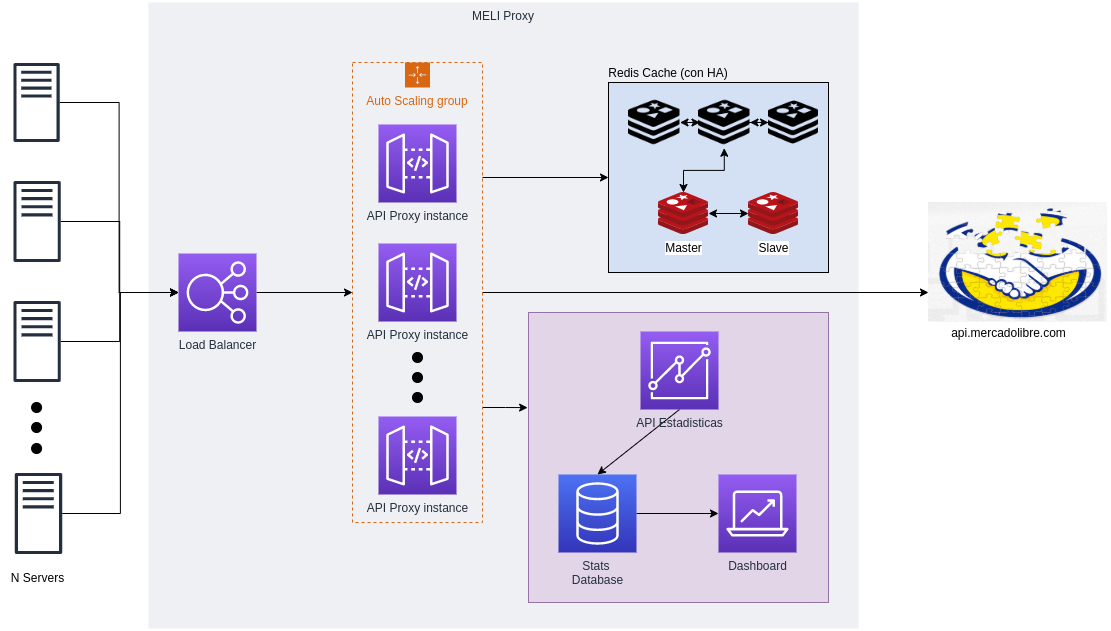 MELI Proxy
Redis Cache (con HA)
Auto Scaling group
API Proxy instance
Master
Slave
API Proxy instance
Load Balancer
api.mercadolibre.com
API Estadisticas
API Proxy instance
Stats
Database
Dashboard
N Servers